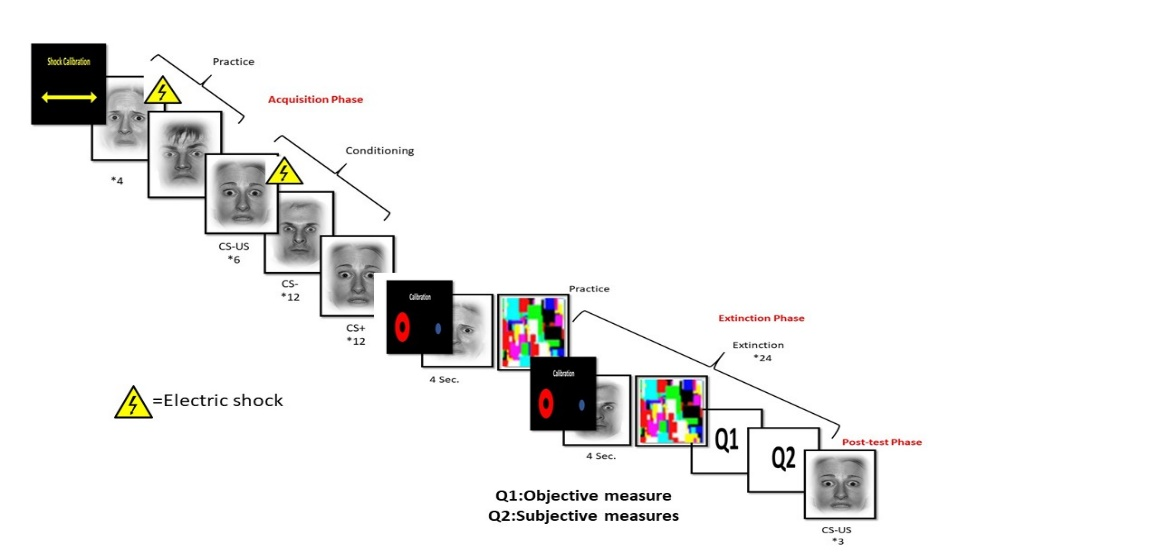 Shock Calibration
Practice
Acquisition Phase
*4
Conditioning
CS-US
*6
CS-
*12
CS+
*12
Calibration
4 Sec.
Practice
Extinction Phase
Extinction
*24
Calibration
4 Sec.
=Electric shock
Q1
Q2
Post-test Phase
Q1:Objective measure
Q2:Subjective measures
CS-US
*3